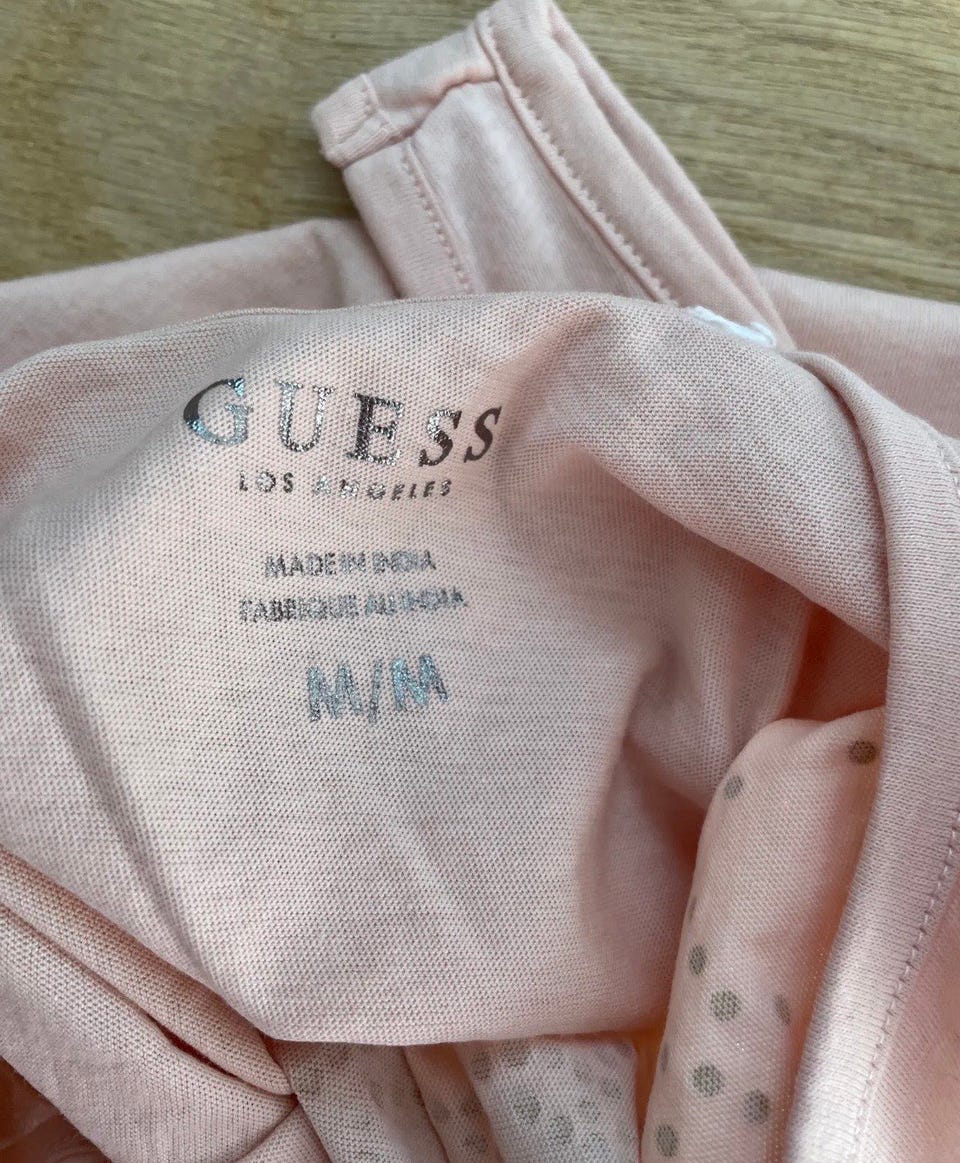 GUESS
LOS ANGELES
MADE IN INDIA
FABRIQUE AU INDIA
M/M